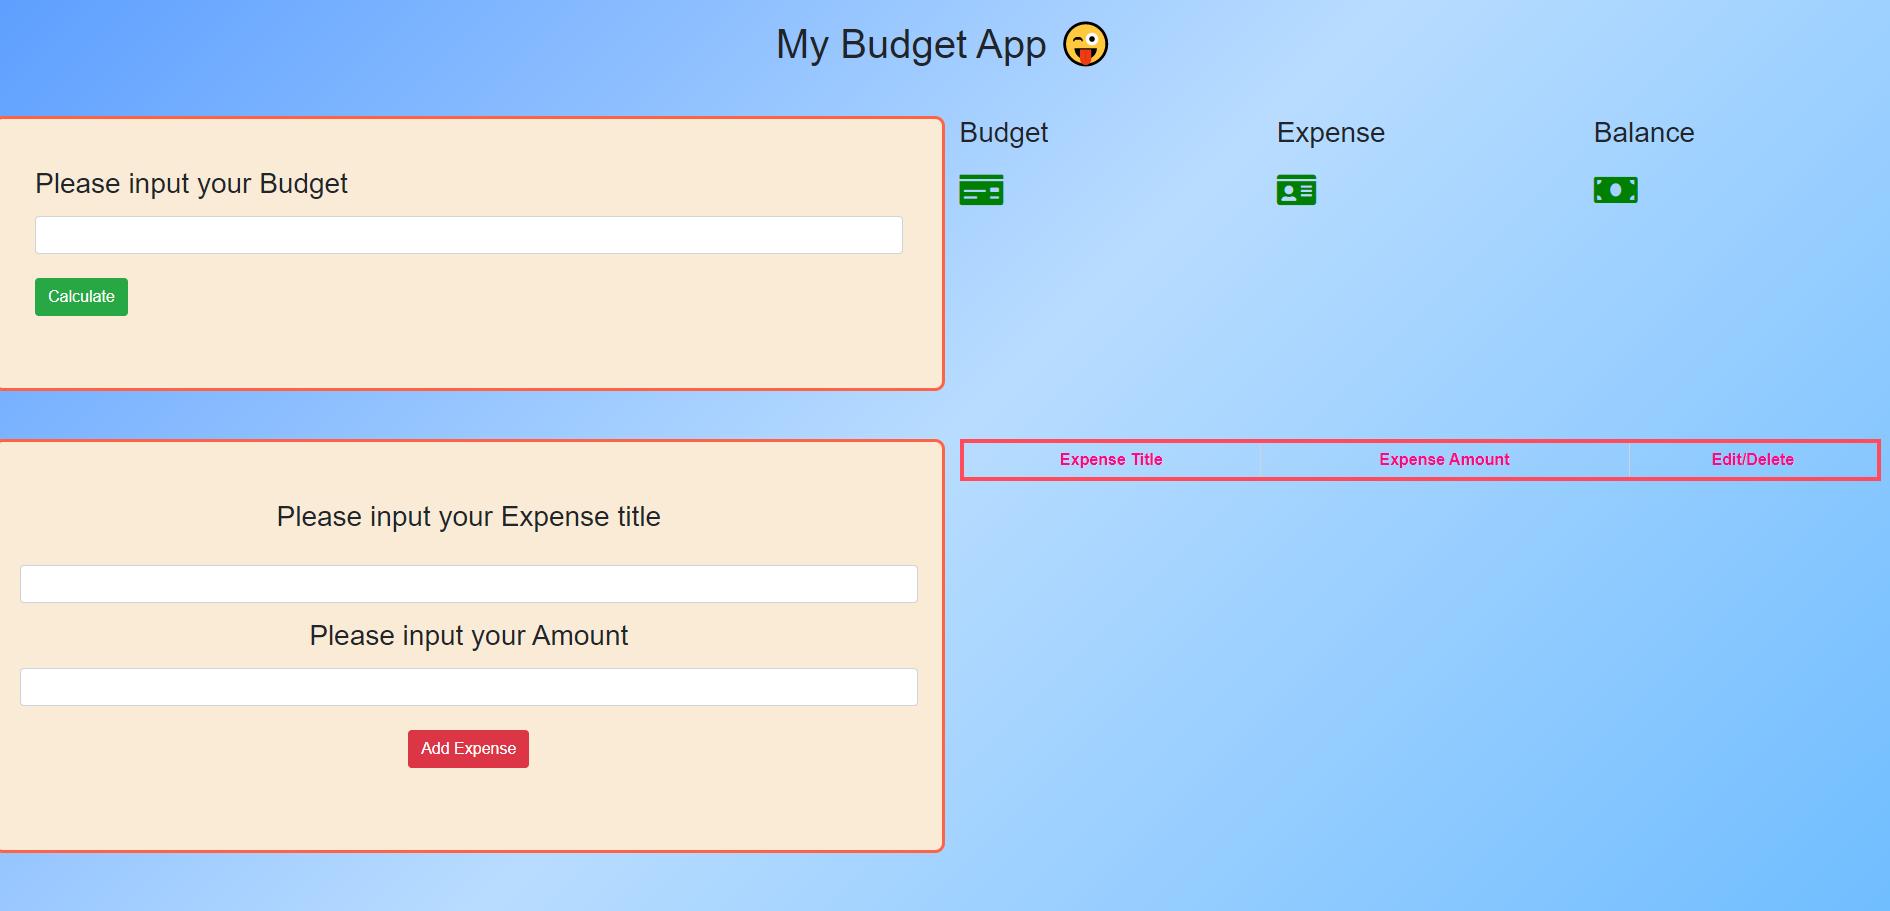 My Budget App 😜
Please input your Budget
Calculate
Budget
Expense
Balance
Please input your Expense title
Please input your Amount
Add Expense
Expense Title
Expense Amount
Edit/Delete